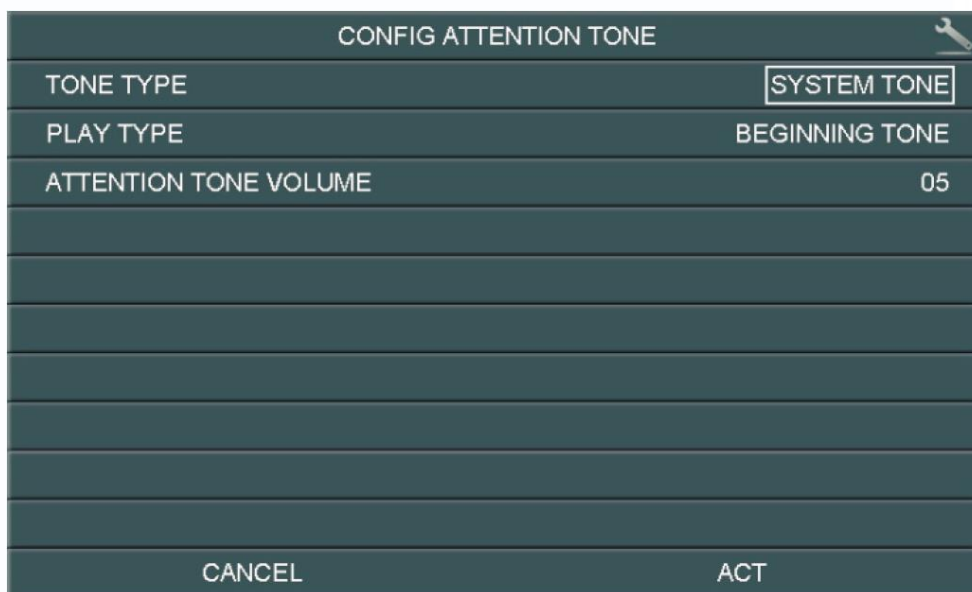 CONFIG ATTENTION TONE
TONE TYPE SYSTEM TONE
PLAY TYPE BEGINNING TONE
ATTENTION TONE VOLUME 05
CANCEL ACT